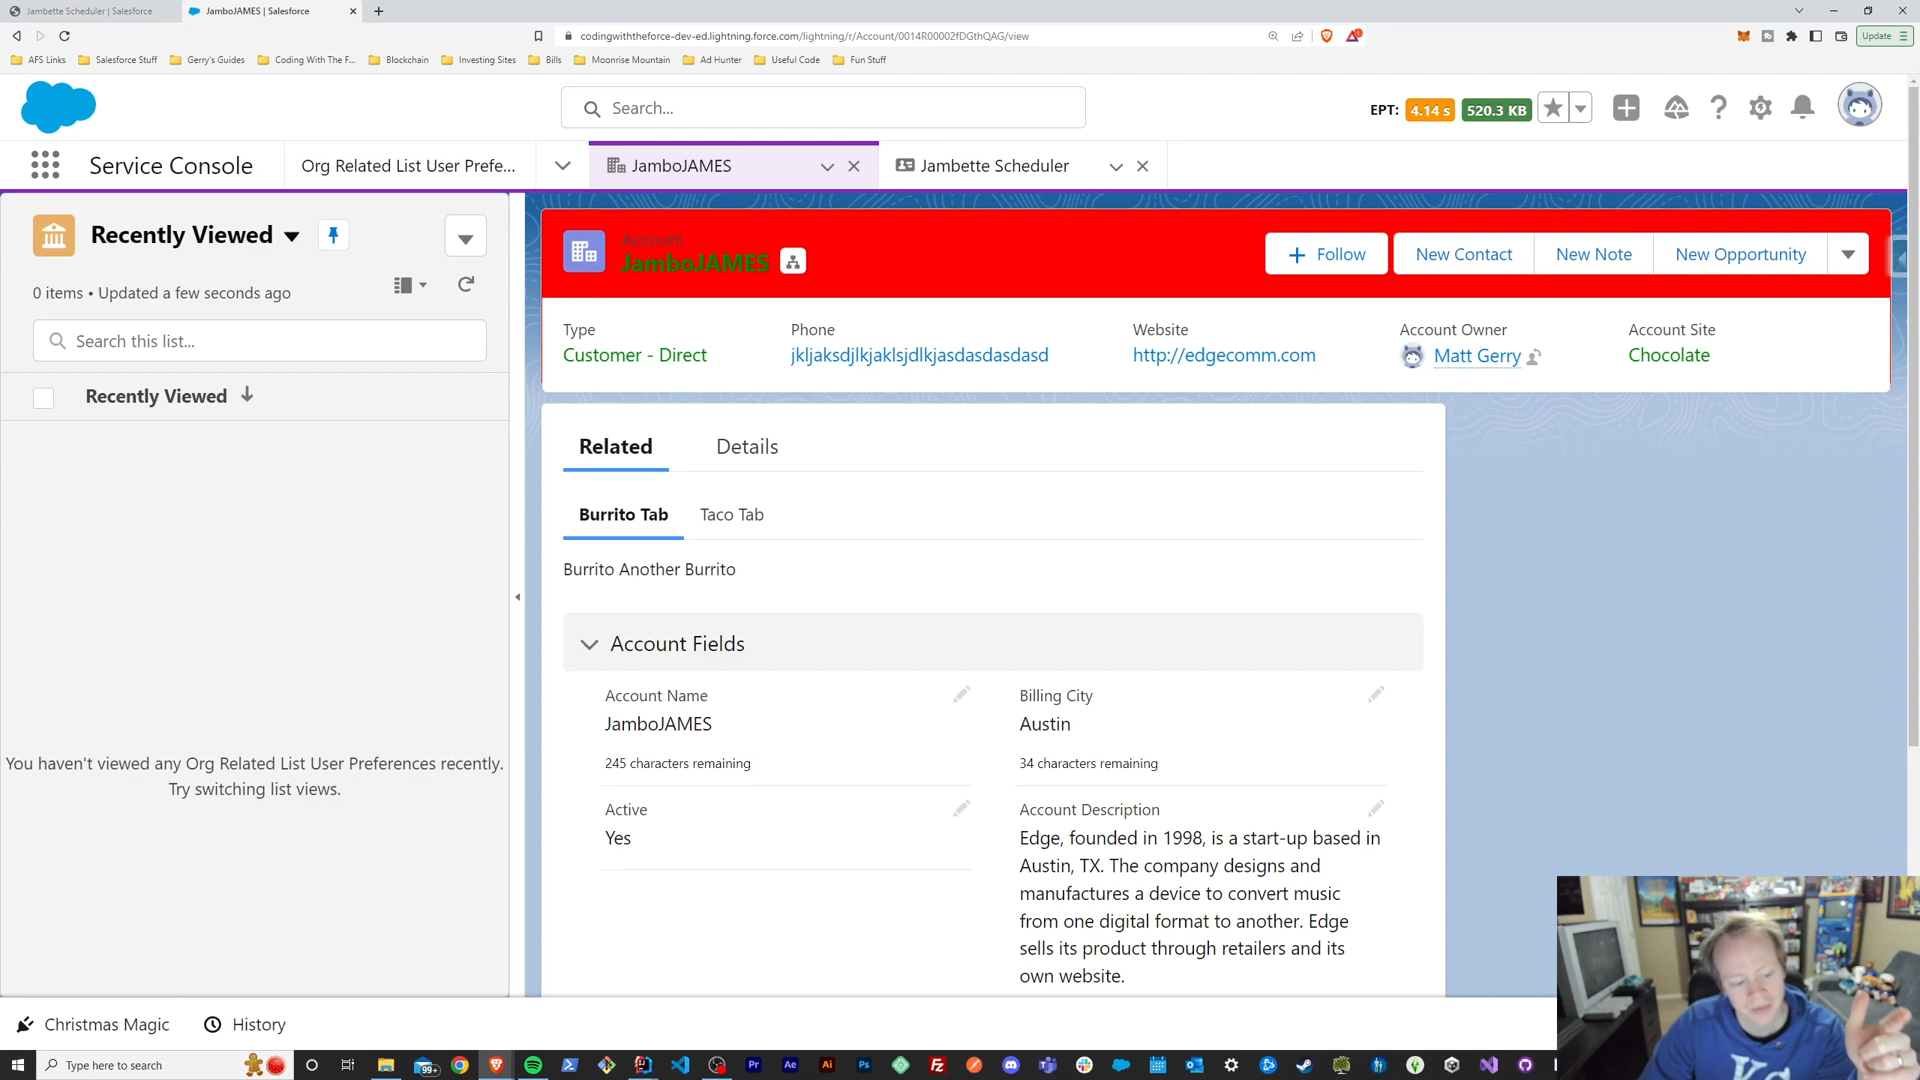 Jambette Scheduler | Salesforce
JamboJAMES | Salesforce
codingwiththeforce-dev-ed.lightning.force.com/lightning/r/Account/0014R00002fDGthQAG/view
Update
AFS Links
Salesforce Stuff
Gerry's Guides
Coding With The F...
Blockchain
Investing Sites
Bills
Moonrise Mountain
Ad Hunter
Useful Code
Fun Stuff
Search...
EPT: 4.14 s 520.3 KB
Service Console
Org Related List User Prefe...
JamboJAMES
Jambette Scheduler
Recently Viewed
0 items • Updated a few seconds ago
Search this list...
Recently Viewed
You haven't viewed any Org Related List User Preferences recently.
Try switching list views.
Account
JamboJAMES
Follow
New Contact
New Note
New Opportunity
Type
Customer - Direct
Phone
jkljaksdjlkjaklsjdlkjasdasdasdasd
Website
http://edgecomm.com
Account Owner
Matt Gerry
Account Site
Chocolate
Related
Details
Burrito Tab
Taco Tab
Burrito Another Burrito
Account Fields
Account Name
JamboJAMES
245 characters remaining
Billing City
Austin
34 characters remaining
Active
Yes
Account Description
Edge, founded in 1998, is a start-up based in
Austin, TX. The company designs and
manufactures a device to convert music
from one digital format to another. Edge
sells its product through retailers and its
own website.
Christmas Magic
History
Type here to search
99+
Pr
Ae
Ai
Ps